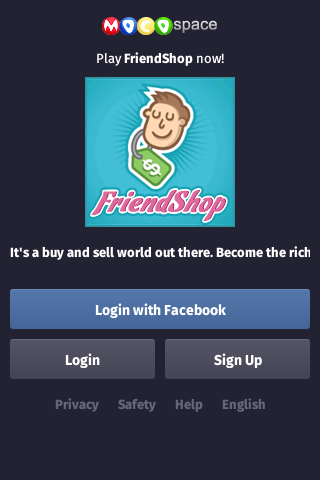 MOCOspace
Play FriendShop now!
$
FriendShop
It's a buy and sell world out there. Become the rich
Login with Facebook
Login Sign Up
Privacy Safety Help English